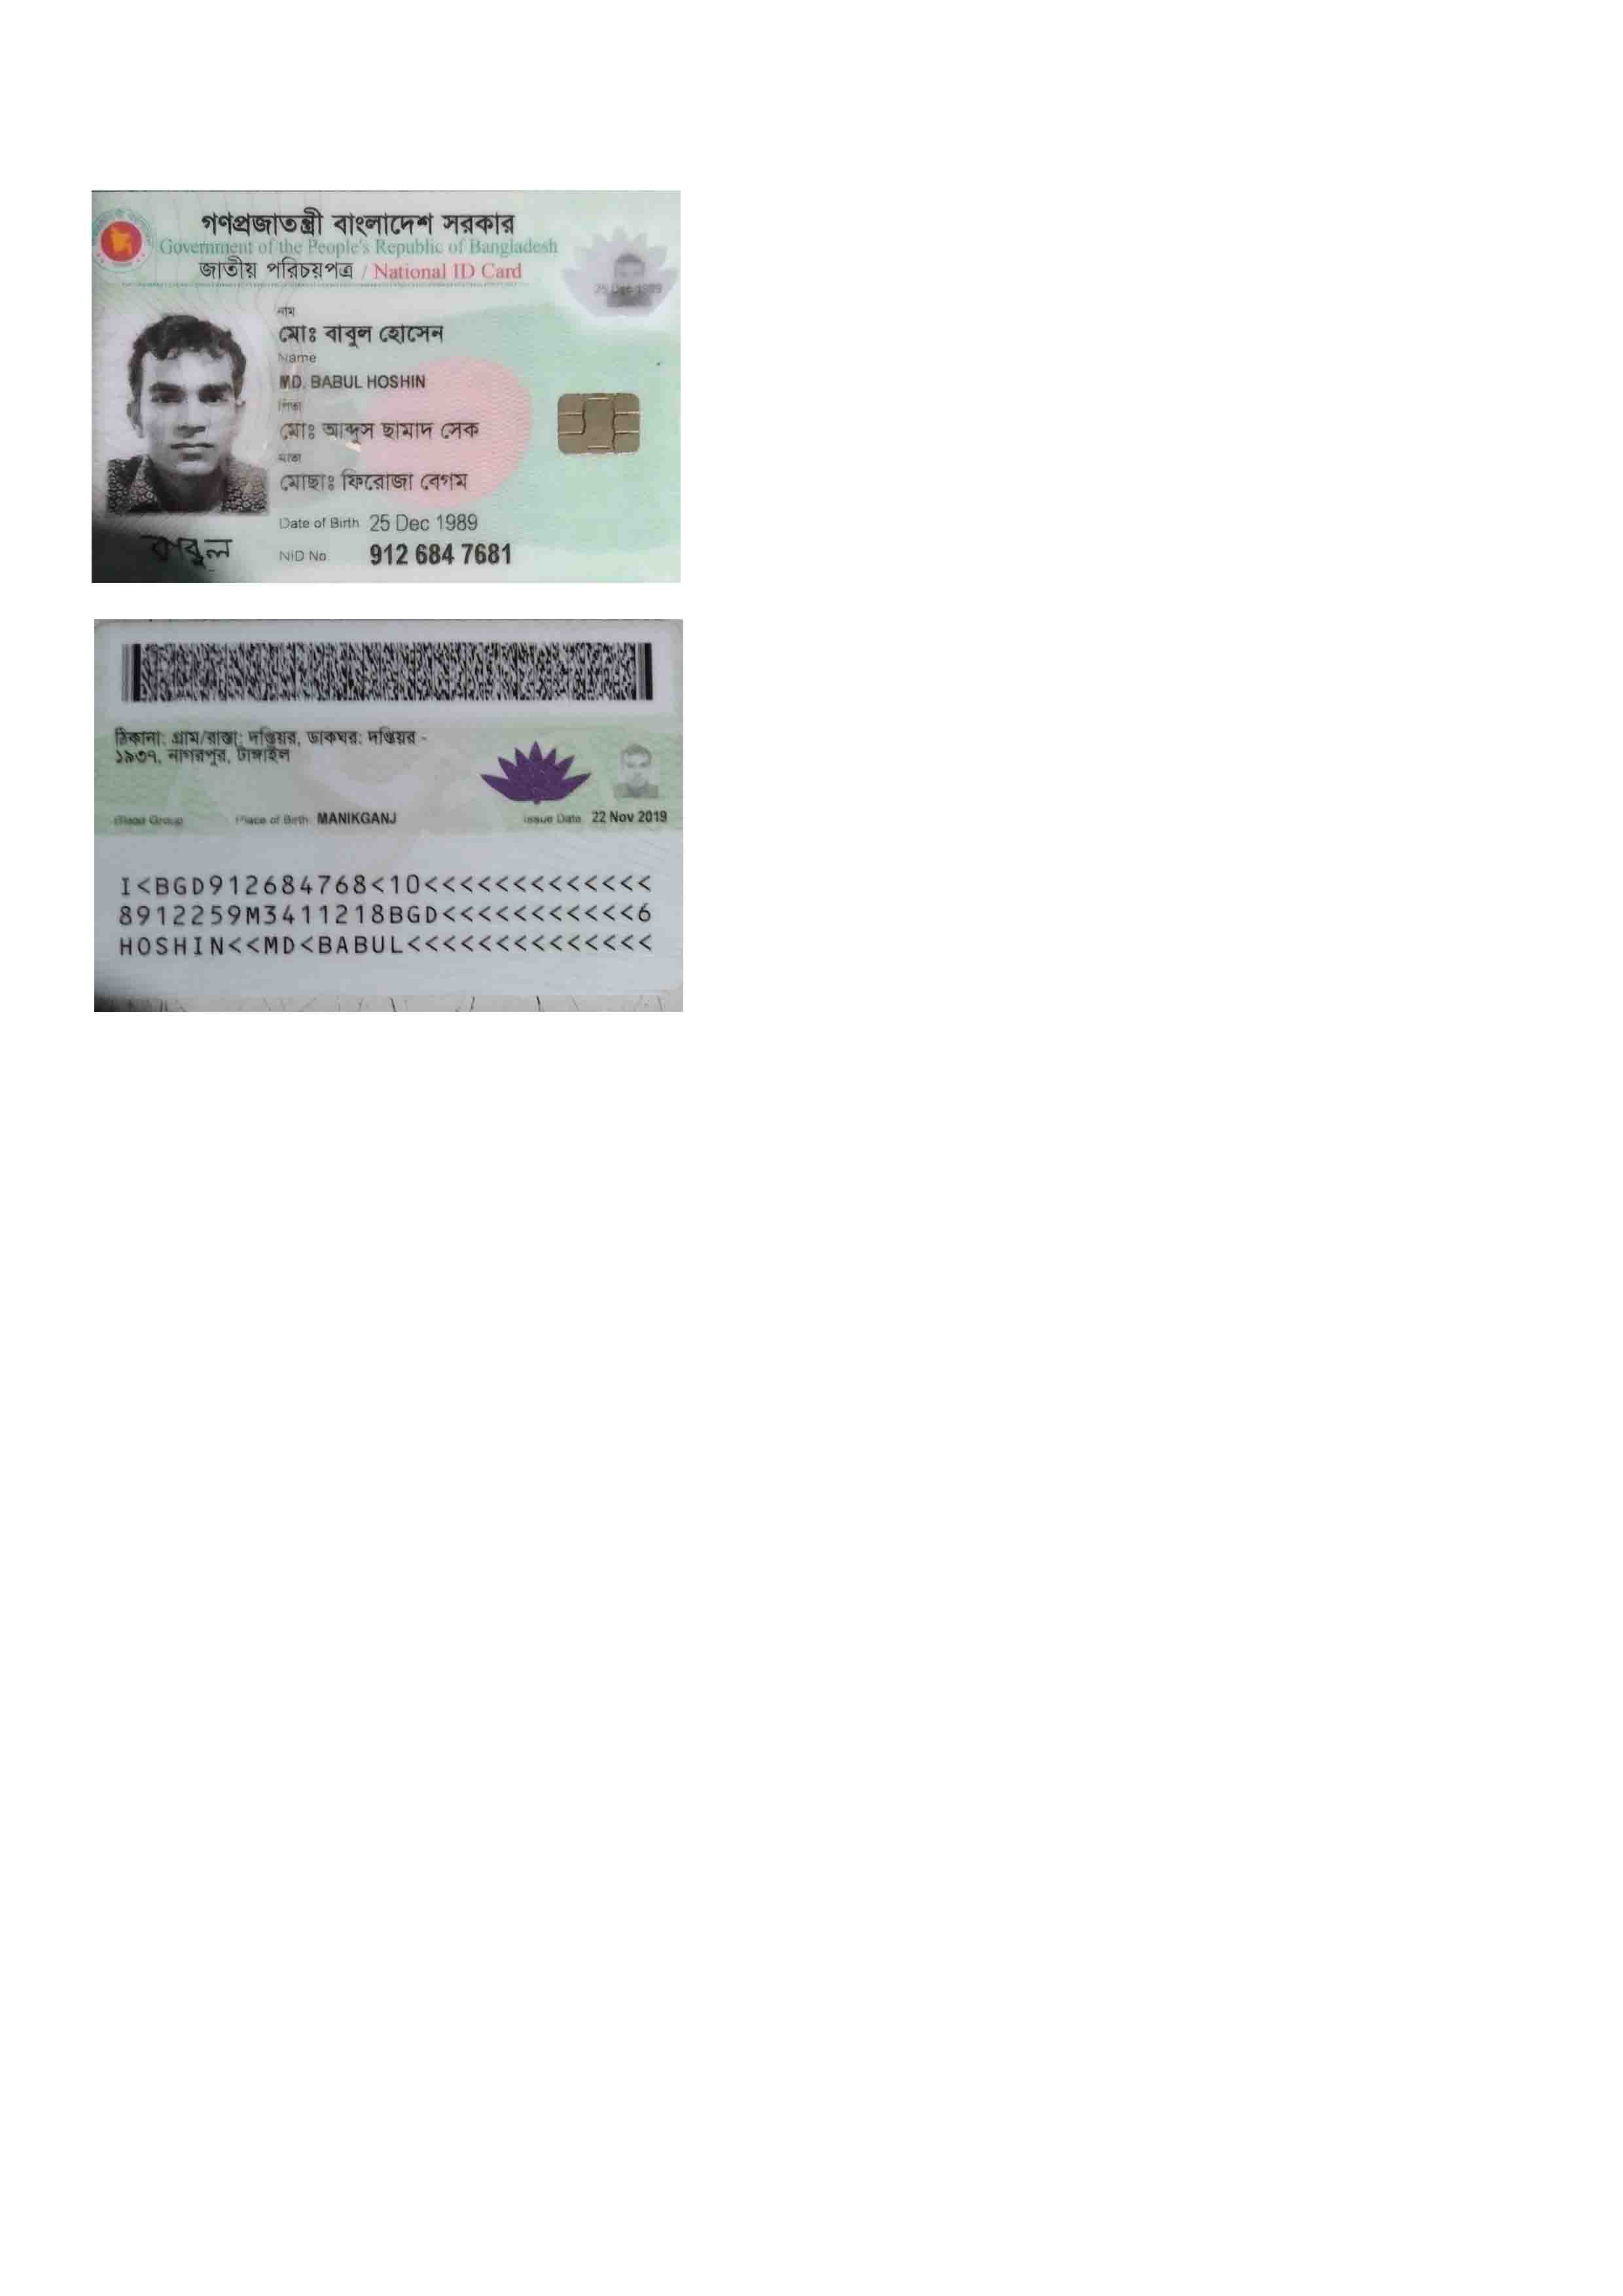 গণপ্রজাতন্ত্রী বাংলাদেশ সরকার
Government of the People's Republic of Bangladesh
জাতীয় পরিচয়পত্র / National ID Card
25 Dec 1989
নাম
মোঃ বাবুল হোসেন
Name
MD. BABUL HOSHIN
পিতা
মোঃ আব্দুস ছামাদ সেক
মাতা
মোছাঃ ফিরোজা বেগম
Date of Birth 25 Dec 1989
বাবুল
NID No. 912 684 7681
ঠিকানা: গ্রাম/রাস্তা: দপ্তিয়র, ডাকঘর: দপ্তিয়র -
১৯৩৭, নাগরপুর, টাঙ্গাইল
Blood Group Place of Birth MANIKGANJ Issue Date 22 Nov 2019
I<BGD912684768<10<<<<<<<<<<<<<
8912259M3411218BGD<<<<<<<<<<<6
HOSHIN<<MD<BABUL<<<<<<<<<<<<<<